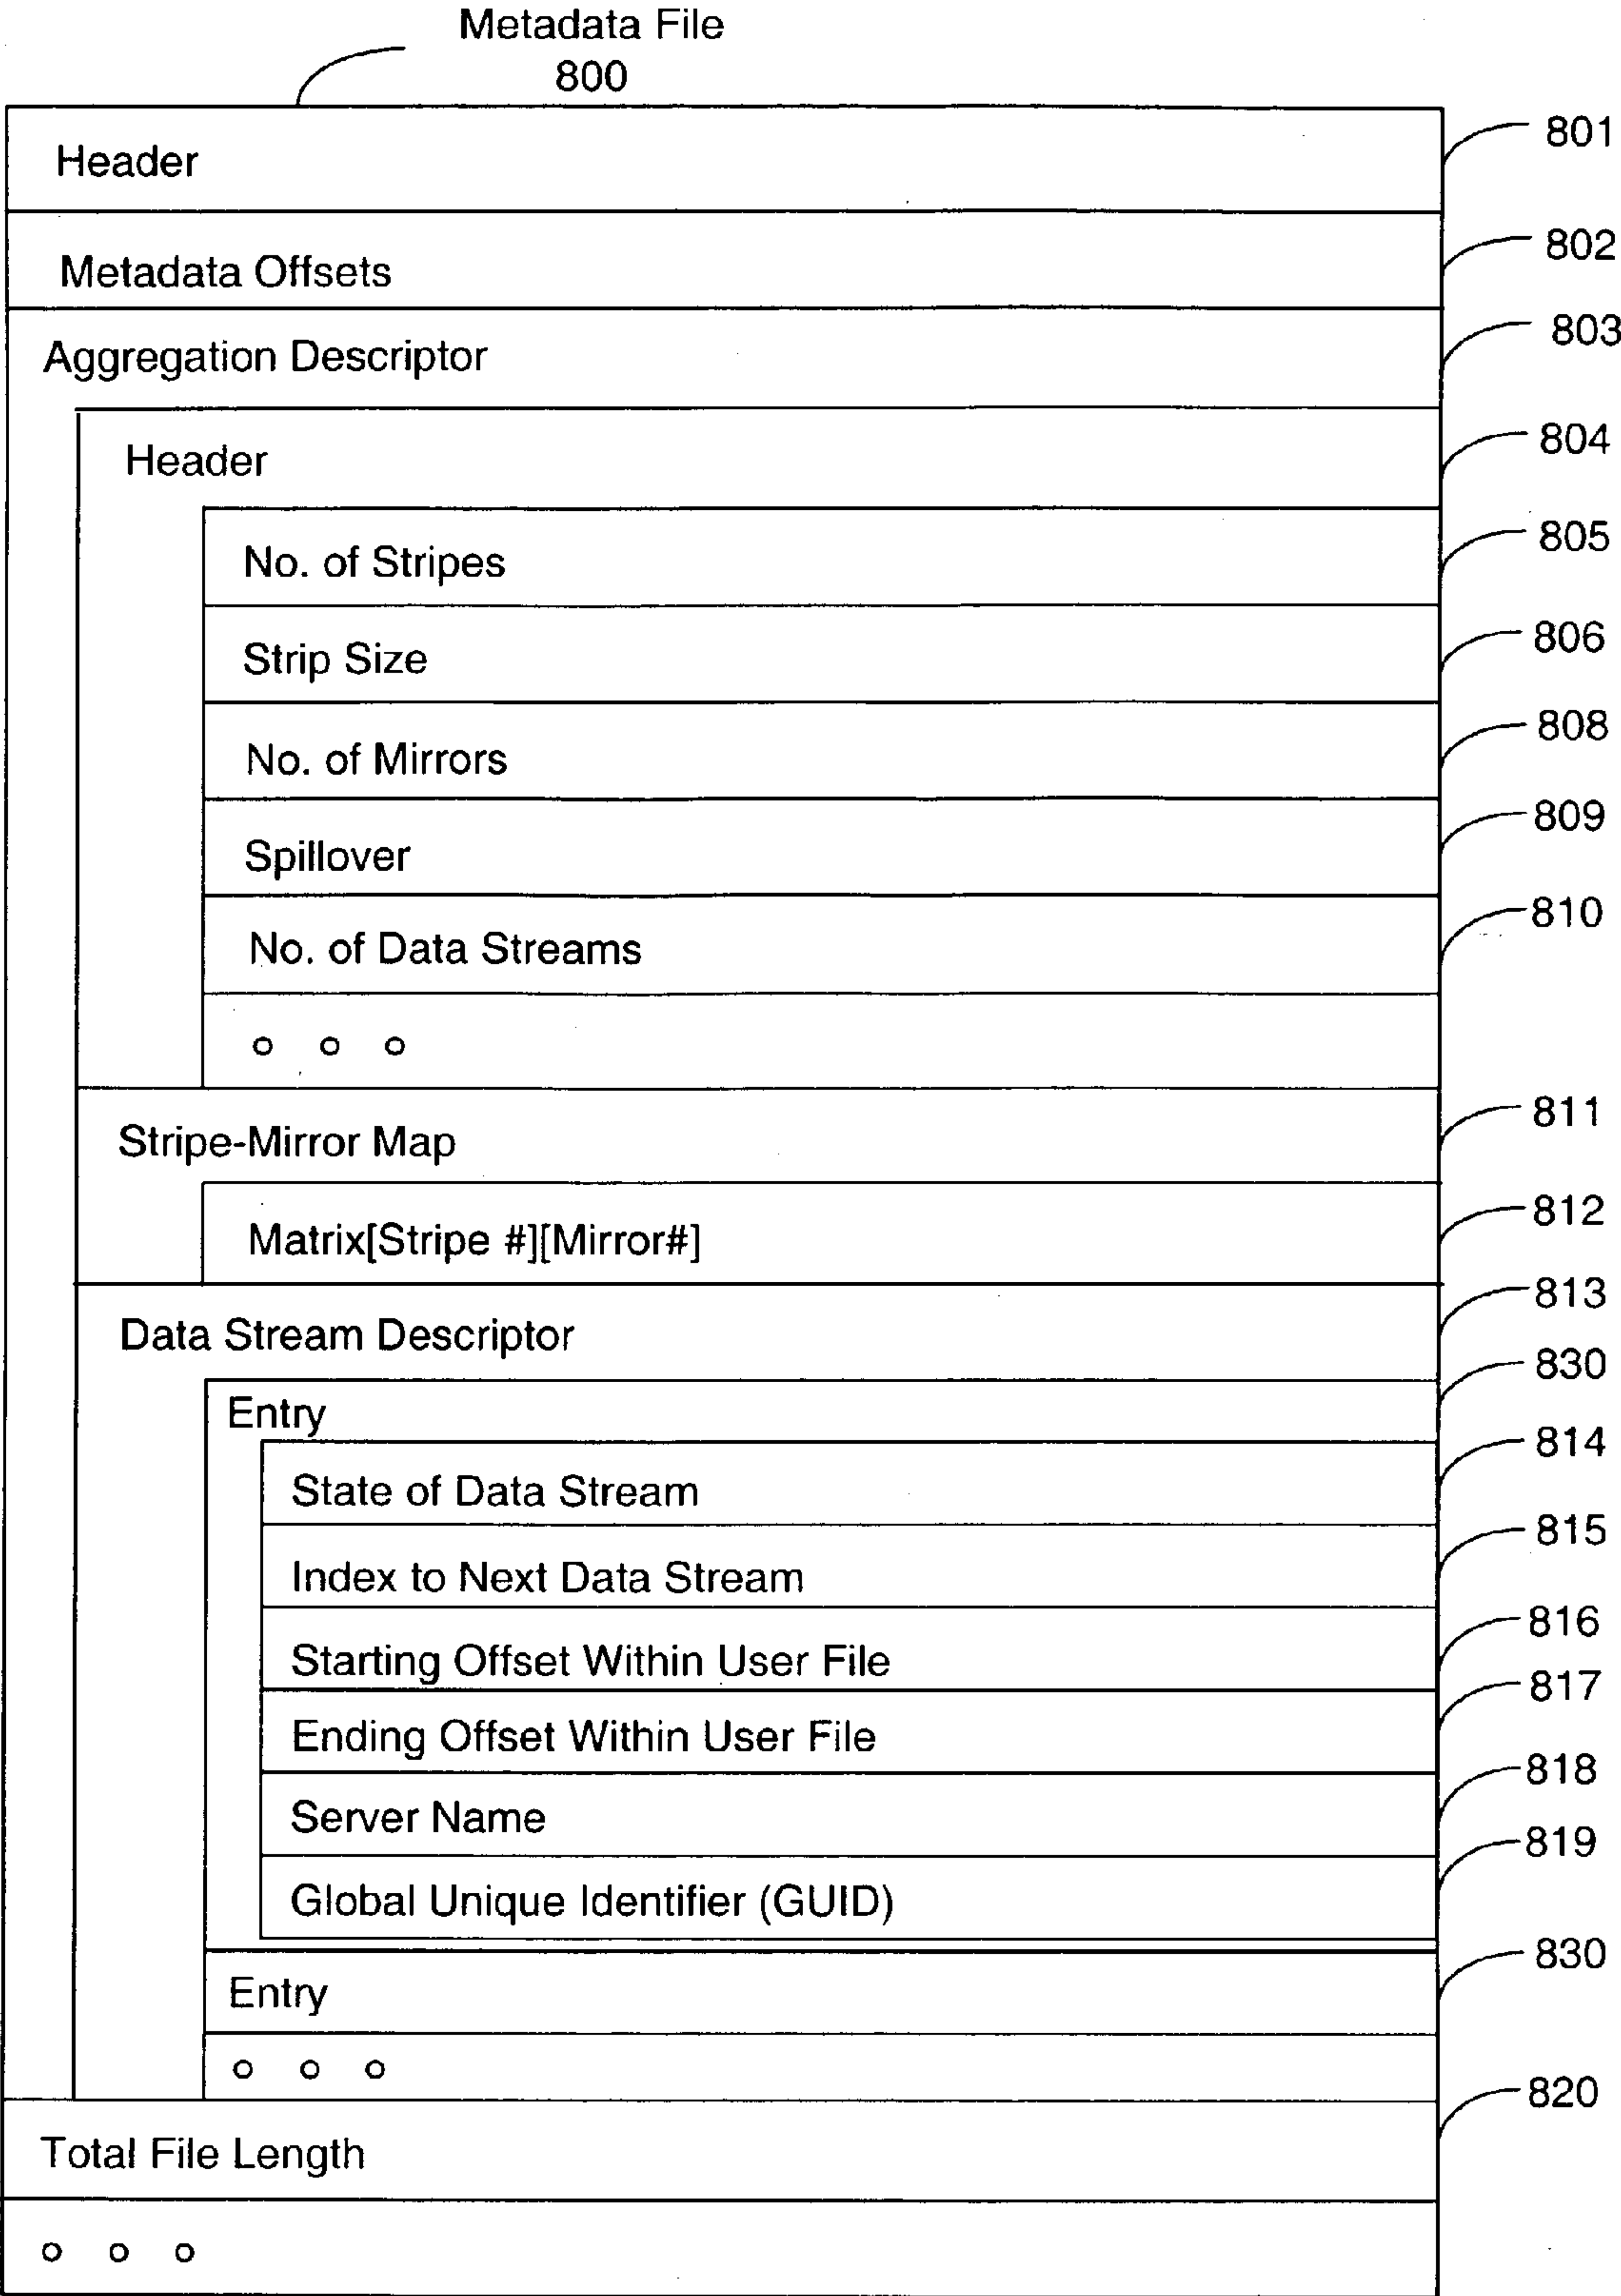 Metadata File
800
Header 801
Metadata Offsets 802
Aggregation Descriptor 803
Header 804
No. of Stripes 805
Strip Size 806
No. of Mirrors 808
Spillover 809
No. of Data Streams 810
Stripe-Mirror Map 811
Matrix[Stripe #][Mirror#] 812
Data Stream Descriptor 813
Entry 830
State of Data Stream 814
Index to Next Data Stream 815
Starting Offset Within User File 816
Ending Offset Within User File 817
Server Name 818
Global Unique Identifier (GUID) 819
Entry 830
Total File Length 820